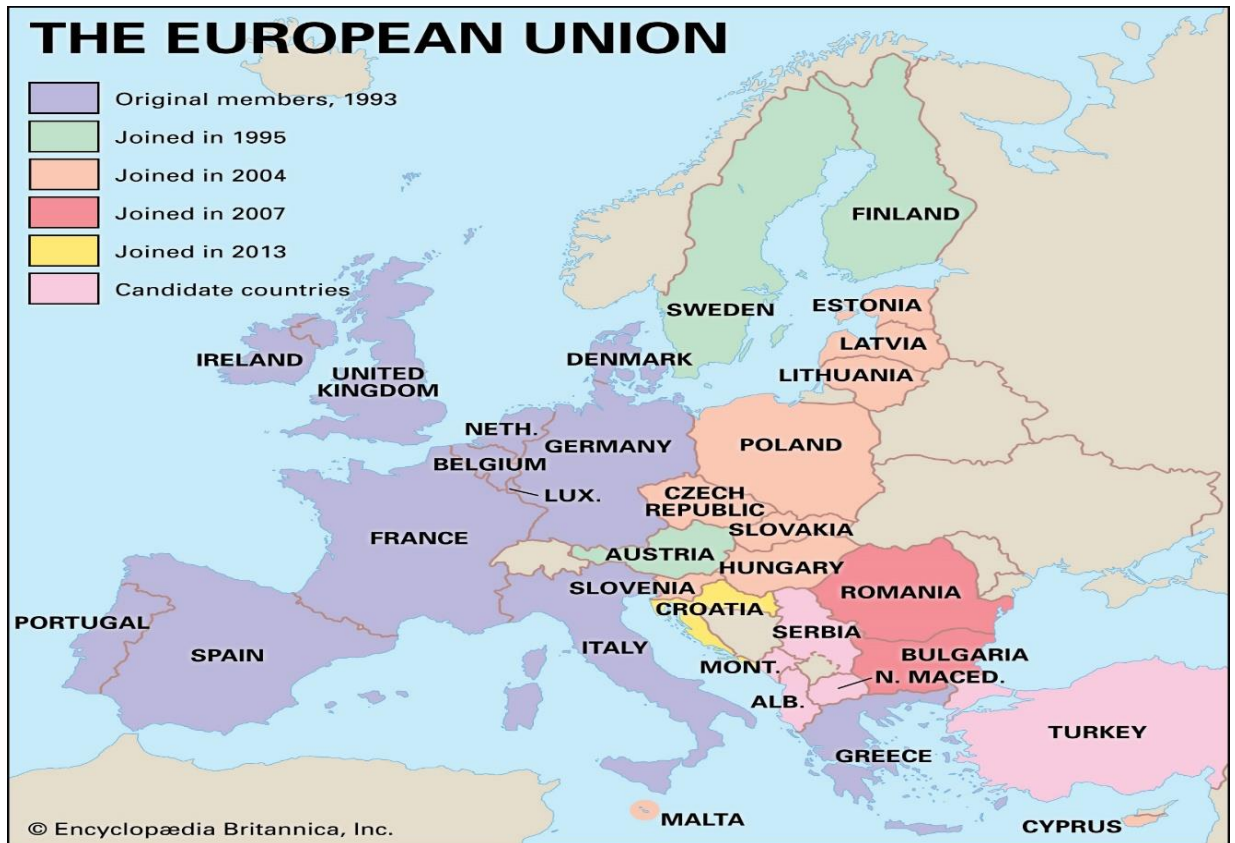 THE EUROPEAN UNION
Original members, 1993
Joined in 1995
Joined in 2004
Joined in 2007
Joined in 2013
Candidate countries
FINLAND
SWEDEN
ESTONIA
LATVIA
LITHUANIA
IRELAND
UNITED
KINGDOM
DENMARK
NETH.
BELGIUM
GERMANY
LUX.
POLAND
CZECH
REPUBLIC
SLOVAKIA
FRANCE
AUSTRIA
HUNGARY
SLOVENIA
CROATIA
ROMANIA
PORTUGAL
SPAIN
ITALY
SERBIA
MONT.
BULGARIA
N. MACED.
ALB.
GREECE
TURKEY
MALTA
CYPRUS
© Encyclopædia Britannica, Inc.